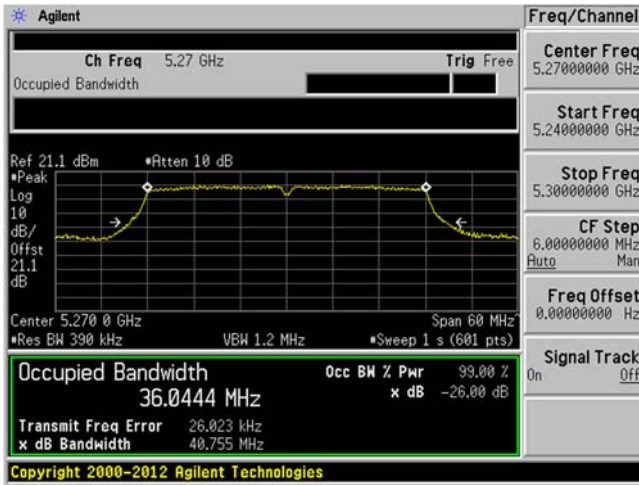 Agilent
Freq/Channel
Ch Freq 5.27 GHz Trig Free
Occupied Bandwidth
Center Freq
5.27000000 GHz
Start Freq
5.24000000 GHz
Stop Freq
5.30000000 GHz
CF Step
6.00000000 MHz
Auto Man
Freq Offset
0.00000000 Hz
Signal Track
On Off
Ref 21.1 dBm #Atten 10 dB
#Peak
Log
10
dB/
Offst
21.1
dB
Center 5.270 0 GHz Span 60 MHz
#Res BW 390 kHz VBW 1.2 MHz #Sweep 1 s (601 pts)
Occupied Bandwidth Occ BW % Pwr 99.00 %
36.0444 MHz x dB -26.00 dB
Transmit Freq Error 26.023 kHz
x dB Bandwidth 40.755 MHz
Copyright 2000-2012 Agilent Technologies